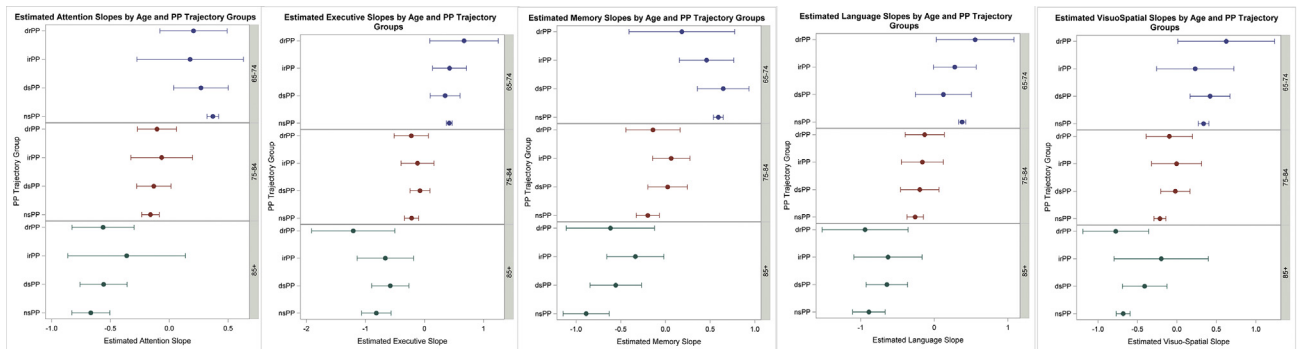 Estimated Attention Slopes by Age and PP Trajectory Groups
PP Trajectory Group
drPP
irPP
dsPP
nsPP
65-74
drPP
irPP
dsPP
nsPP
75-84
drPP
irPP
dsPP
nsPP
85+
-1.0 -0.5 0.0 0.5
Estimated Attention Slope
Estimated Executive Slopes by Age and PP Trajectory
Groups
PP Trajectory Group
drPP
irPP
dsPP
nsPP
65-74
drPP
irPP
dsPP
nsPP
75-84
drPP
irPP
dsPP
nsPP
85+
-2 -1 0 1
Estimated Executive Slope
Estimated Memory Slopes by Age and PP Trajectory Groups
PP Trajectory Group
drPP
irPP
dsPP
nsPP
65-74
drPP
irPP
dsPP
nsPP
75-84
drPP
irPP
dsPP
nsPP
85+
-1.0 -0.5 0.0 0.5 1.0
Estimated Memory Slope
Estimated Language Slopes by Age and PP Trajectory
Groups
PP Trajectory Group
drPP
irPP
dsPP
nsPP
65-74
drPP
irPP
dsPP
nsPP
75-84
drPP
irPP
dsPP
nsPP
85+
-1 0 1
Estimated Language Slope
Estimated VisuoSpatial Slopes by Age and PP Trajectory
Groups
PP Trajectory Group
drPP
irPP
dsPP
nsPP
65-74
drPP
irPP
dsPP
nsPP
75-84
drPP
irPP
dsPP
nsPP
85+
-1.0 -0.5 0.0 0.5 1.0
Estimated Visuo-Spatial Slope